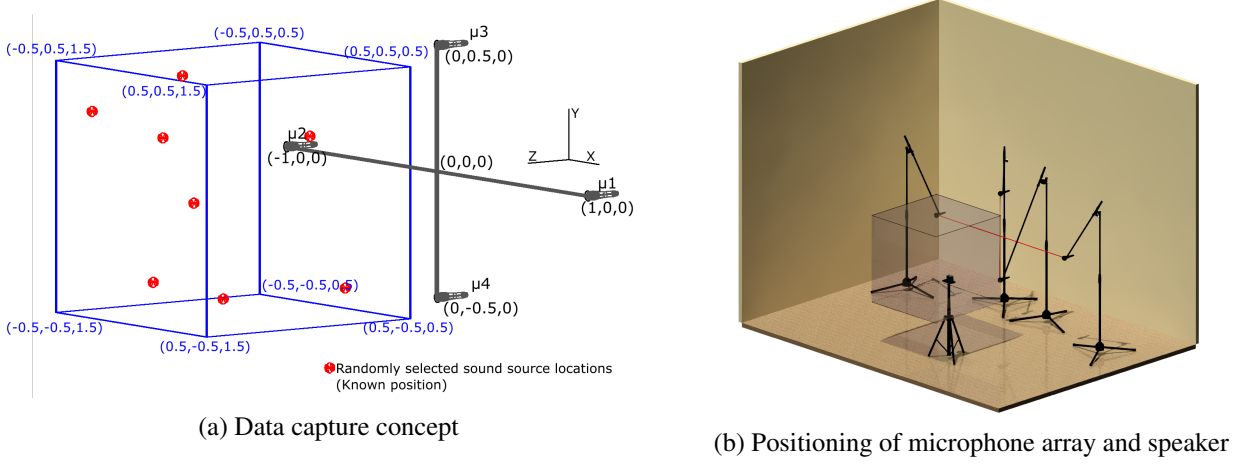 (-0.5,0.5,0.5)
μ3
(-0.5,0.5,1.5)
(0.5,0.5,0.5)
(0,0.5,0)
(0.5,0.5,1.5)
Y
μ2
Z
X
(-1,0,0)
(0,0,0)
μ1
(1,0,0)
(-0.5,-0.5,0.5)
μ4
(0,-0.5,0)
(-0.5,-0.5,1.5)
(0.5,-0.5,0.5)
(0.5,-0.5,1.5)
Randomly selected sound source locations
(Known position)
(a) Data capture concept
(b) Positioning of microphone array and speaker